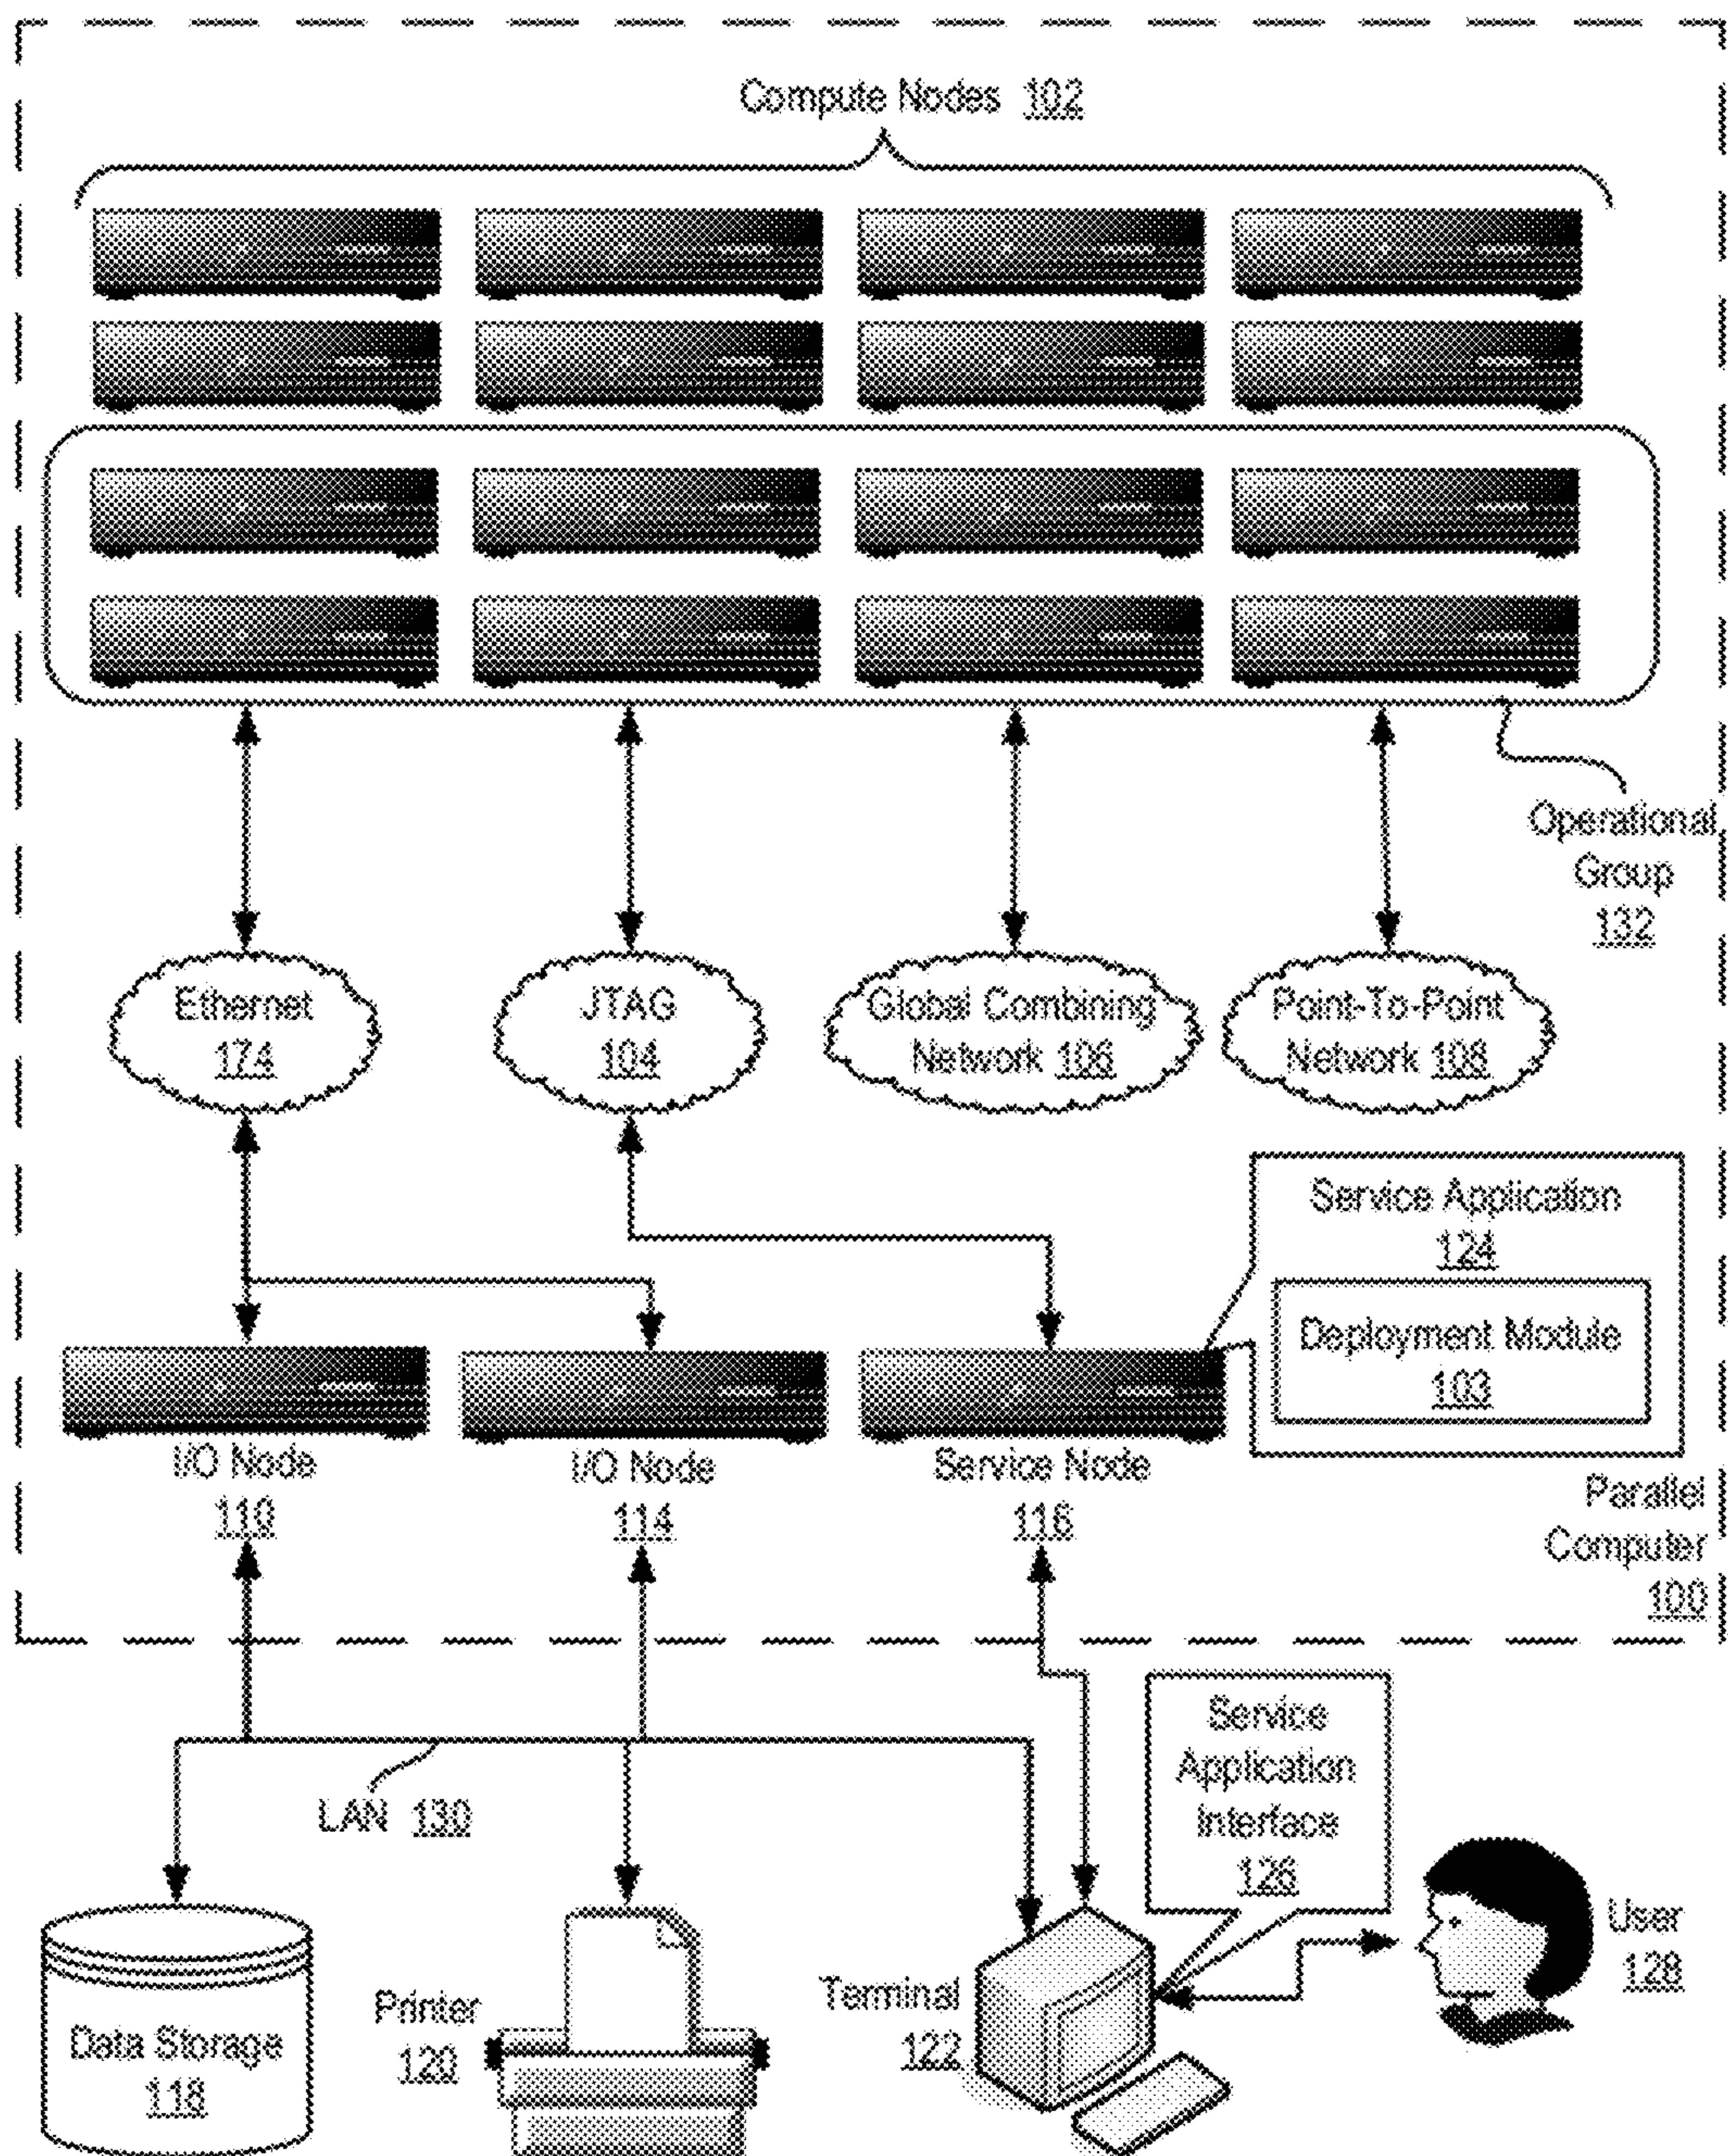 Compute Nodes 102
Operational
Group
132
Ethernet
174
JTAG
104
Global Combining
Network 106
Point-To-Point
Network 108
Service Application
124
Deployment Module
103
I/O Node
110
I/O Node
114
Service Node
116
Parallel
Computer
100
LAN 130
Service
Application
Interface
126
Data Storage
118
Printer
120
Terminal
122
User
128